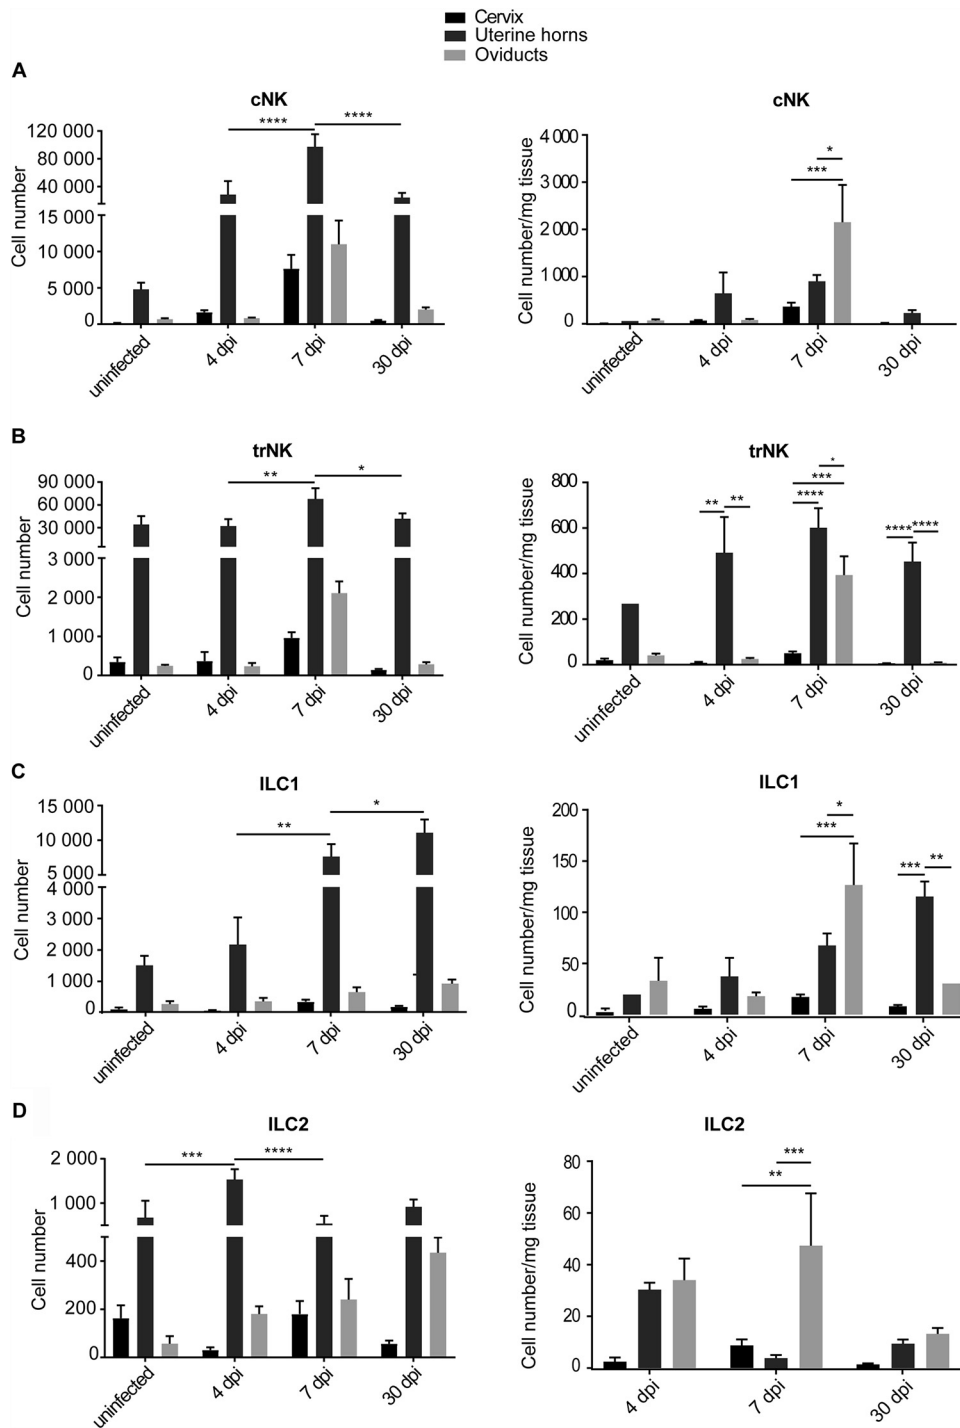 Cervix
Uterine horns
Oviducts
A
cNK
**** ****
Cell number
120 000
80 000
40 000
15 000
10 000
5 000
0
uninfected 4 dpi 7 dpi 30 dpi
cNK
*
***
Cell number/mg tissue
4 000
3 000
2 000
1 000
0
uninfected 4 dpi 7 dpi 30 dpi
B
trNK
** *
Cell number
90 000
60 000
30 000
3 000
2 000
1 000
0
uninfected 4 dpi 7 dpi 30 dpi
trNK
*
***
** ** **** **** ****
Cell number/mg tissue
800
600
400
200
0
uninfected 4 dpi 7 dpi 30 dpi
C
ILC1
*
**
Cell number
15 000
10 000
5 000
4 000
3 000
2 000
1 000
0
uninfected 4 dpi 7 dpi 30 dpi
ILC1
*
***
*** **
Cell number/mg tissue
200
150
100
50
0
uninfected 4 dpi 7 dpi 30 dpi
D
ILC2
*** ****
Cell number
2 000
1 000
400
200
0
uninfected 4 dpi 7 dpi 30 dpi
ILC2
***
**
Cell number/mg tissue
80
60
40
20
0
4 dpi 7 dpi 30 dpi